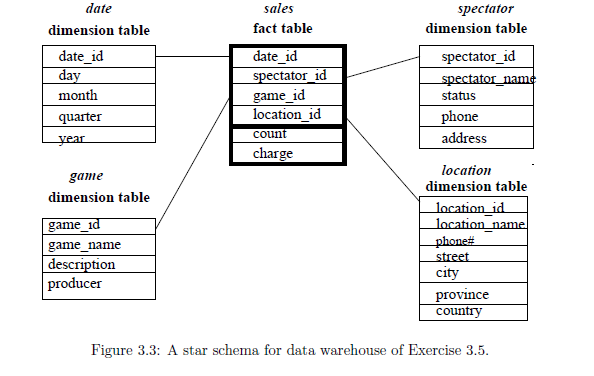 date
dimension table
date_id
day
month
quarter
year
sales
fact table
date_id
spectator_id
game_id
location_id
count
charge
spectator
dimension table
spectator_id
spectator_name
status
phone
address
game
dimension table
game_id
game_name
description
producer
location
dimension table
location_id
location_name
phone#
street
city
province
country
Figure 3.3: A star schema for data warehouse of Exercise 3.5.